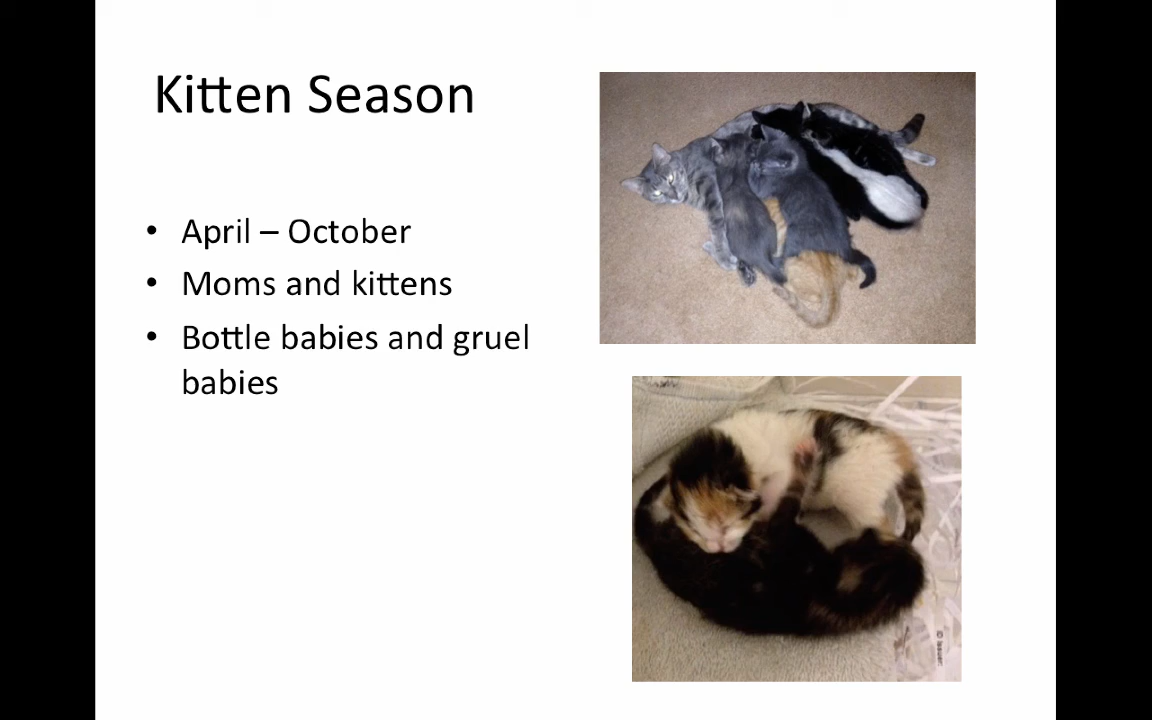 Kitten Season
• April – October
• Moms and kittens
• Bottle babies and gruel
babies